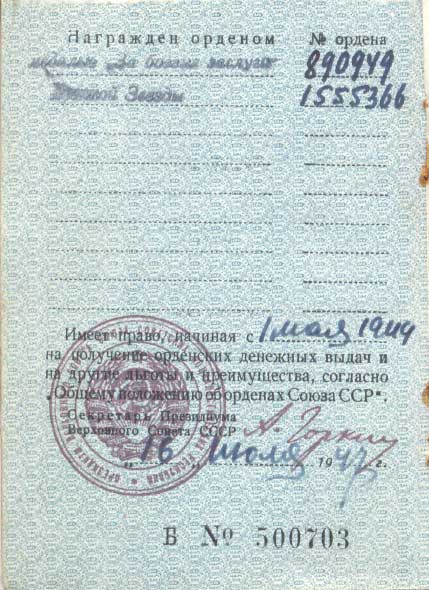 Награжден орденом № ордена
медалью „За боевые заслуги“ 890949
Красной Звезды 1555366
Имеет право, начиная с 1 мая 1944
на получение орденских денежных выдач и
на другие льготы и преимущества, согласно
„Общему положению об орденах Союза ССР“.
Секретарь Президиума
Верховного Совета СССР А. Горкин
„16„ июля 1947 г.
Б № 500703